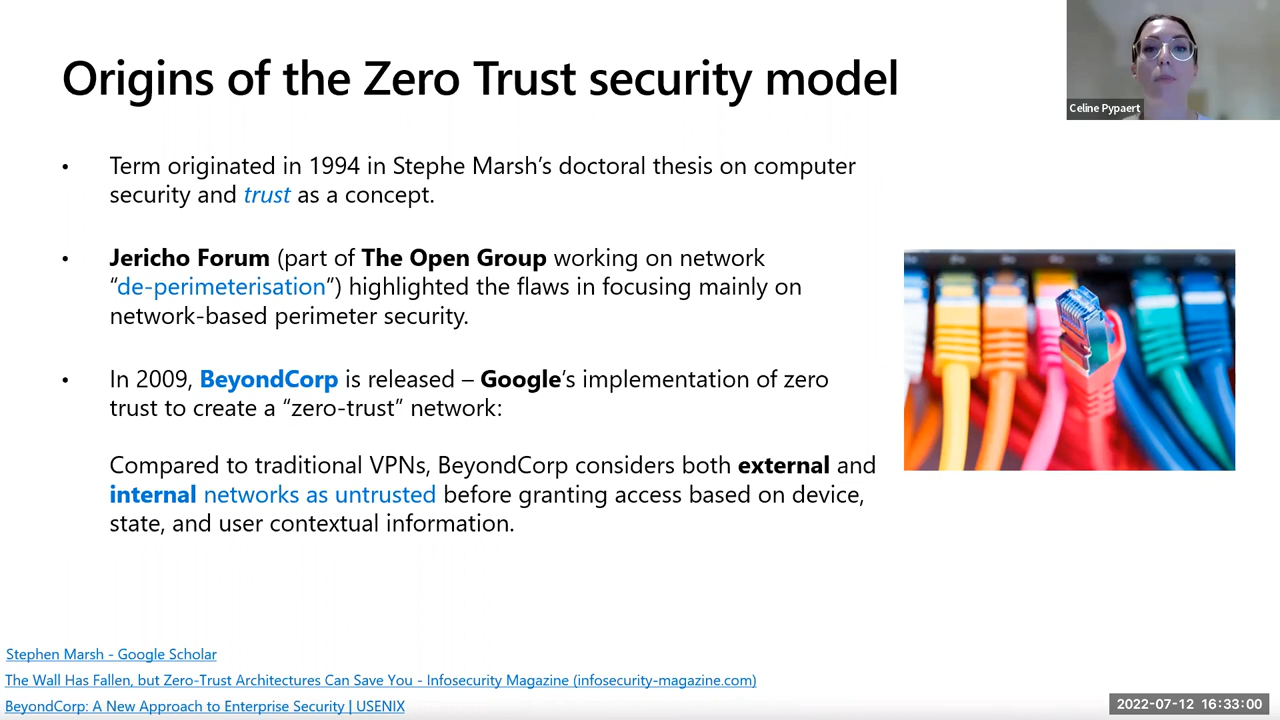 Origins of the Zero Trust security model
Celine Pypaert
• Term originated in 1994 in Stephe Marsh’s doctoral thesis on computer
security and trust as a concept.
• Jericho Forum (part of The Open Group working on network
“de-perimeterisation”) highlighted the flaws in focusing mainly on
network-based perimeter security.
• In 2009, BeyondCorp is released – Google’s implementation of zero
trust to create a “zero-trust” network:
Compared to traditional VPNs, BeyondCorp considers both external and
internal networks as untrusted before granting access based on device,
state, and user contextual information.
Stephen Marsh - Google Scholar
The Wall Has Fallen, but Zero-Trust Architectures Can Save You - Infosecurity Magazine (infosecurity-magazine.com)
BeyondCorp: A New Approach to Enterprise Security | USENIX
2022-07-12 16:33:00